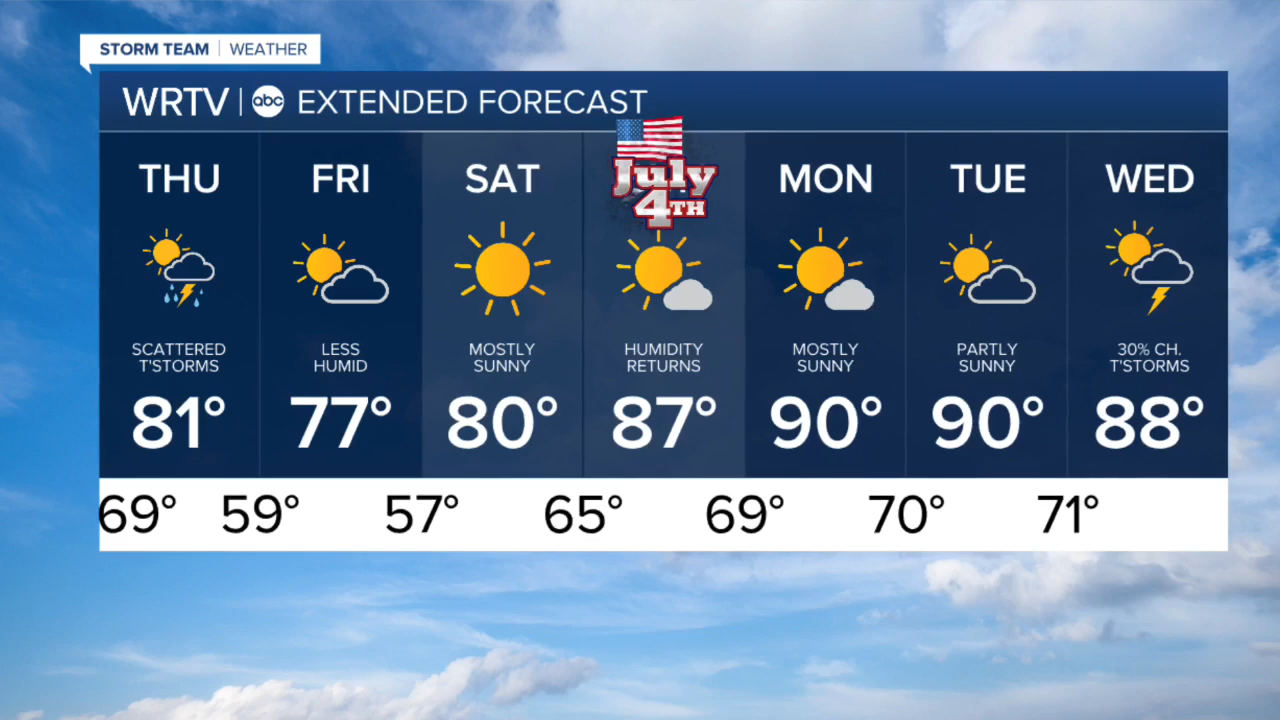 STORM TEAM | WEATHER
WRTV | abc EXTENDED FORECAST
THU FRI SAT July 4TH MON TUE WED
SCATTERED T'STORMS
LESS HUMID
MOSTLY SUNNY
HUMIDITY RETURNS
MOSTLY SUNNY
PARTLY SUNNY
30% CH. T'STORMS
81° 77° 80° 87° 90° 90° 88°
69° 59° 57° 65° 69° 70° 71°